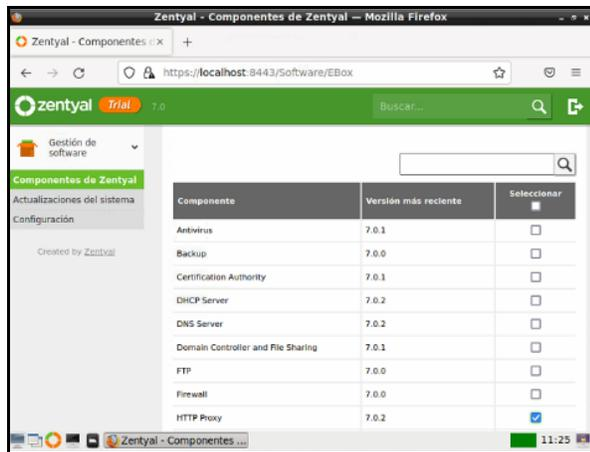 Zentyal - Componentes de Zentyal — Mozilla Firefox
Zentyal - Componentes d
https://localhost:8443/Software/EBox
zentyal Trial 7.0 Buscar...
Gestión de
software
Componentes de Zentyal
Actualizaciones del sistema
Configuración
Created by Zentyal
Componente Versión más reciente Seleccionar
Antivirus 7.0.1
Backup 7.0.0
Certification Authority 7.0.1
DHCP Server 7.0.2
DNS Server 7.0.2
Domain Controller and File Sharing 7.0.1
FTP 7.0.0
Firewall 7.0.0
HTTP Proxy 7.0.2
Zentyal - Componentes ... 11:25